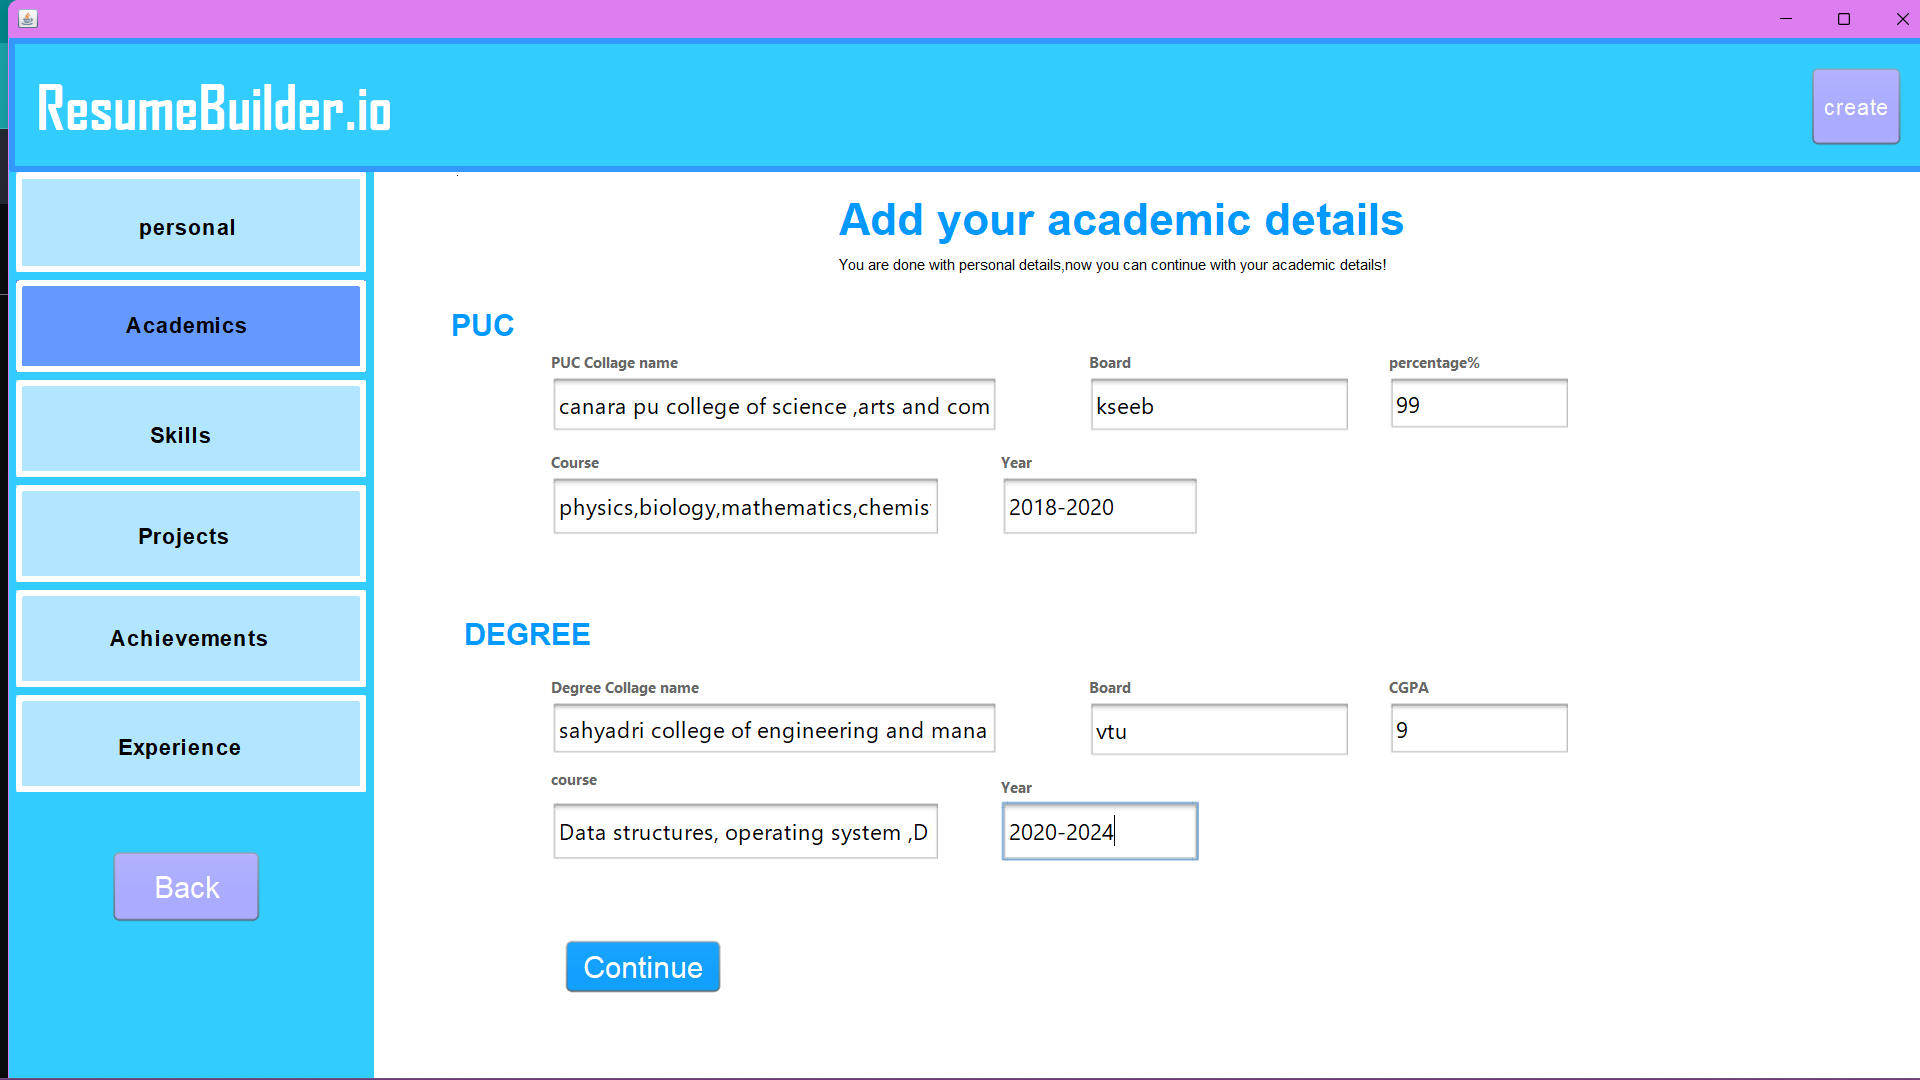 ResumeBuilder.io
create
personal
Academics
Skills
Projects
Achievements
Experience
Back
Add your academic details
You are done with personal details,now you can continue with your academic details!
PUC
PUC Collage name Board percentage%
canara pu college of science ,arts and com kseeb 99
Course Year
physics,biology,mathematics,chemis 2018-2020
DEGREE
Degree Collage name Board CGPA
sahyadri college of engineering and mana vtu 9
course Year
Data structures, operating system ,D 2020-2024
Continue